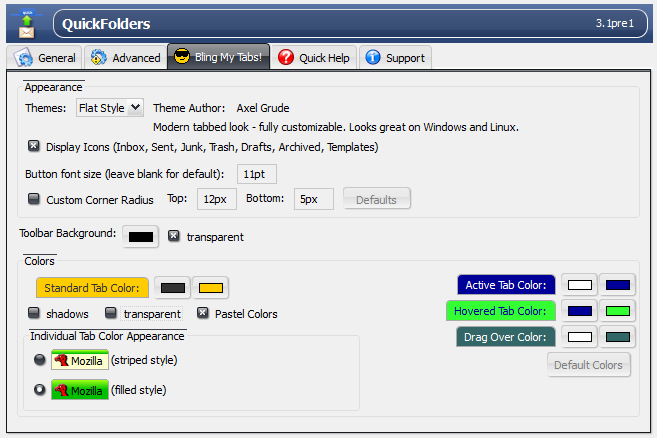 QuickFolders 3.1pre1
General Advanced Bling My Tabs! Quick Help Support
Appearance
Themes: Flat Style Theme Author: Axel Grude
Modern tabbed look - fully customizable. Looks great on Windows and Linux.
Display Icons (Inbox, Sent, Junk, Trash, Drafts, Archived, Templates)
Button font size (leave blank for default): 11pt
Custom Corner Radius Top: 12px Bottom: 5px Defaults
Toolbar Background: transparent
Colors
Standard Tab Color: Active Tab Color:
shadows transparent Pastel Colors Hovered Tab Color:
Individual Tab Color Appearance Drag Over Color:
Mozilla (striped style) Default Colors
Mozilla (filled style)